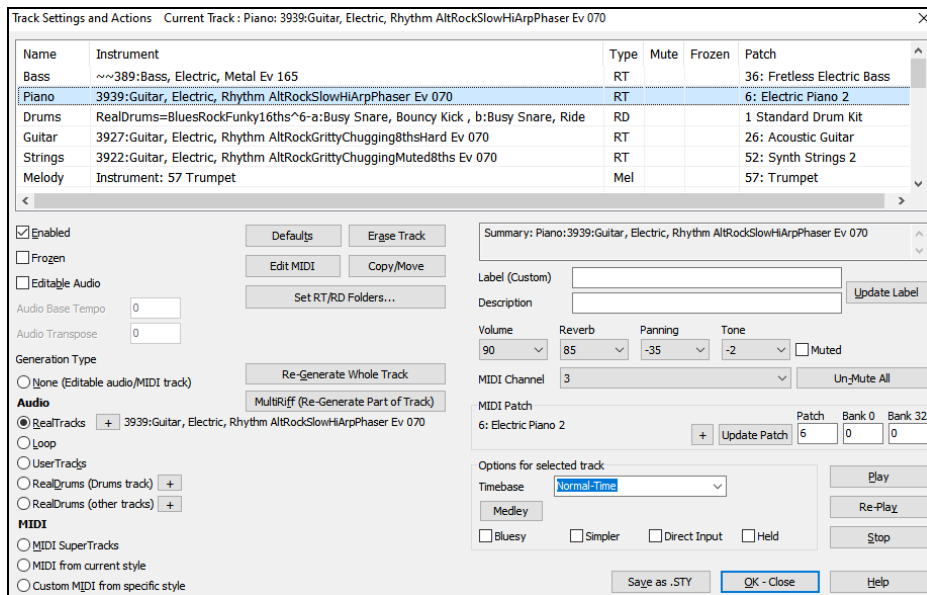 Track Settings and Actions Current Track : Piano: 3939:Guitar, Electric, Rhythm AltRockSlowHiArpPhaser Ev 070
Name Instrument Type Mute Frozen Patch
Bass ~~389:Bass, Electric, Metal Ev 165 RT 36: Fretless Electric Bass
Piano 3939:Guitar, Electric, Rhythm AltRockSlowHiArpPhaser Ev 070 RT 6: Electric Piano 2
Drums RealDrums=BluesRockFunky16ths^6-a:Busy Snare, Bouncy Kick , b:Busy Snare, Ride RD 1 Standard Drum Kit
Guitar 3927:Guitar, Electric, Rhythm AltRockGrittyChugging8thsHard Ev 070 RT 26: Acoustic Guitar
Strings 3922:Guitar, Electric, Rhythm AltRockGrittyChuggingMuted8ths Ev 070 RT 52: Synth Strings 2
Melody Instrument: 57 Trumpet Mel 57: Trumpet
Enabled
Defaults
Erase Track
Frozen
Edit MIDI
Copy/Move
Editable Audio
Set RT/RD Folders...
Audio Base Tempo 0
Audio Transpose 0
Generation Type
None (Editable audio/MIDI track)
Re-Generate Whole Track
Audio
MultiRiff (Re-Generate Part of Track)
RealTracks + 3939:Guitar, Electric, Rhythm AltRockSlowHiArpPhaser Ev 070
Loop
UserTracks
RealDrums (Drums track) +
RealDrums (other tracks) +
MIDI
MIDI SuperTracks
MIDI from current style
Custom MIDI from specific style
Summary: Piano:3939:Guitar, Electric, Rhythm AltRockSlowHiArpPhaser Ev 070
Label (Custom)
Description
Update Label
Volume Reverb Panning Tone
90 85 -35 -2 Muted
MIDI Channel 3 Un-Mute All
MIDI Patch
Patch Bank 0 Bank 32
6: Electric Piano 2
+ Update Patch 6 0 0
Options for selected track
Timebase Normal-Time
Medley
Bluesy Simpler Direct Input Held
Play
Re-Play
Stop
Save as .STY OK - Close Help